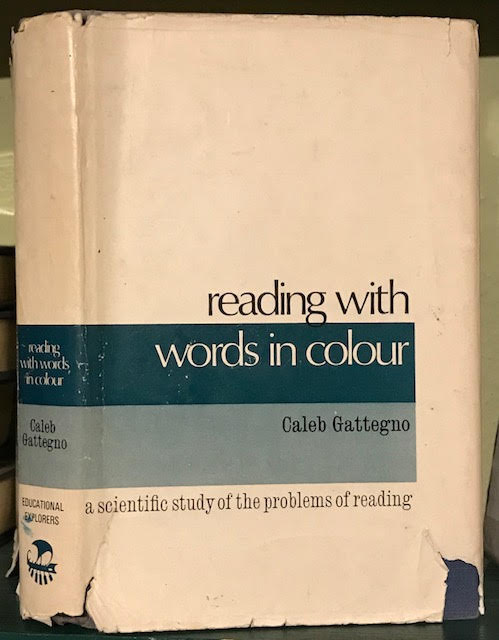 reading with
words in colour
Caleb Gattegno
a scientific study of the problems of reading
reading
with words
in colour
Caleb
Gattegno
EDUCATIONAL
EXPLORERS